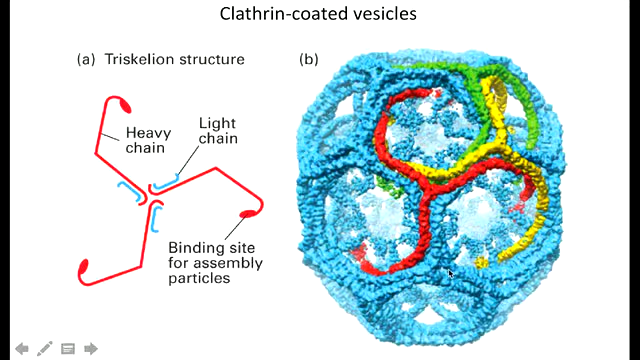 Clathrin-coated vesicles
(a) Triskelion structure
Heavy
chain
Light
chain
Binding site
for assembly
particles
(b)